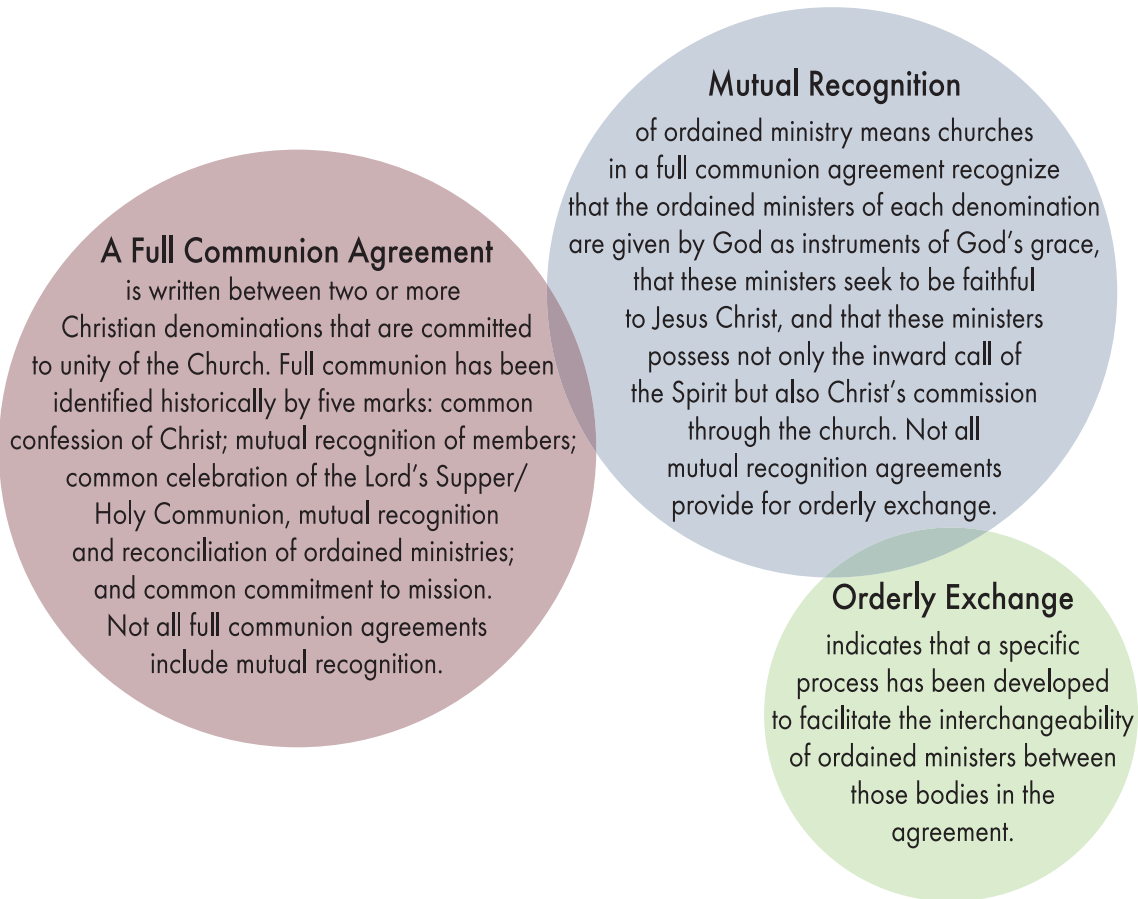 A Full Communion Agreement
is written between two or more
Christian denominations that are committed
to unity of the Church. Full communion has been
identified historically by five marks: common
confession of Christ; mutual recognition of members;
common celebration of the Lord’s Supper/
Holy Communion, mutual recognition
and reconciliation of ordained ministries;
and common commitment to mission.
Not all full communion agreements
include mutual recognition.
Mutual Recognition
of ordained ministry means churches
in a full communion agreement recognize
that the ordained ministers of each denomination
are given by God as instruments of God’s grace,
that these ministers seek to be faithful
to Jesus Christ, and that these ministers
possess not only the inward call of
the Spirit but also Christ’s commission
through the church. Not all
mutual recognition agreements
provide for orderly exchange.
Orderly Exchange
indicates that a specific
process has been developed
to facilitate the interchangeability
of ordained ministers between
those bodies in the
agreement.